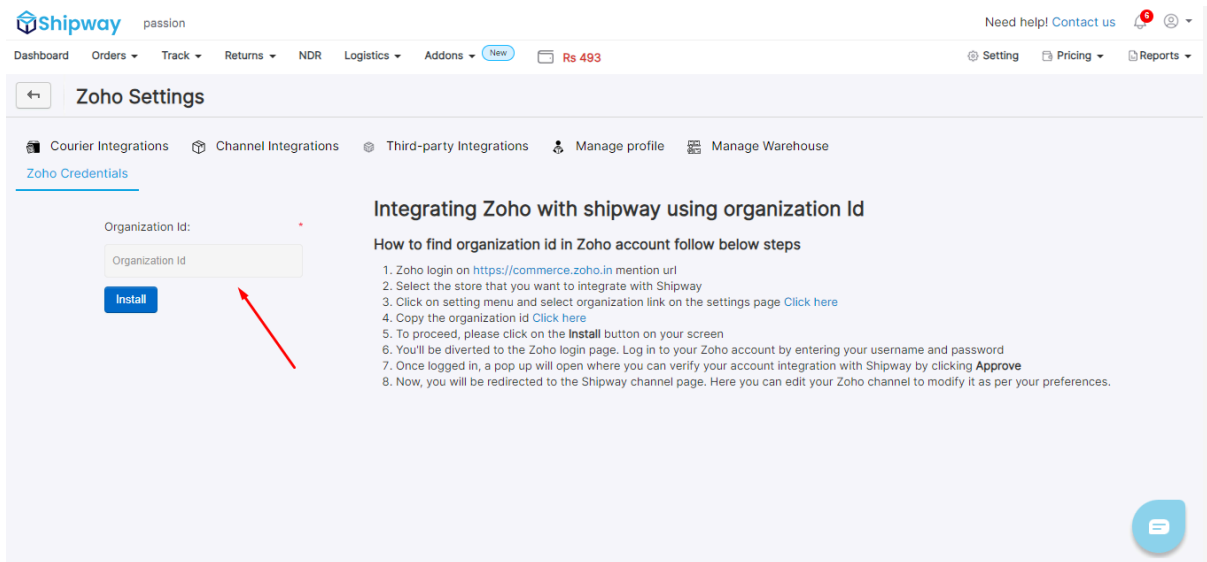 Shipway passion Need help! Contact us 6
Dashboard Orders Track Returns NDR Logistics Addons New Rs 493 Setting Pricing Reports
Zoho Settings
Courier Integrations Channel Integrations Third-party Integrations Manage profile Manage Warehouse
Zoho Credentials
Integrating Zoho with shipway using organization Id
Organization Id: *
Organization Id
Install
How to find organization id in Zoho account follow below steps
1. Zoho login on https://commerce.zoho.in mention url
2. Select the store that you want to integrate with Shipway
3. Click on setting menu and select organization link on the settings page Click here
4. Copy the organization id Click here
5. To proceed, please click on the Install button on your screen
6. You'll be diverted to the Zoho login page. Log in to your Zoho account by entering your username and password
7. Once logged in, a pop up will open where you can verify your account integration with Shipway by clicking Approve
8. Now, you will be redirected to the Shipway channel page. Here you can edit your Zoho channel to modify it as per your preferences.